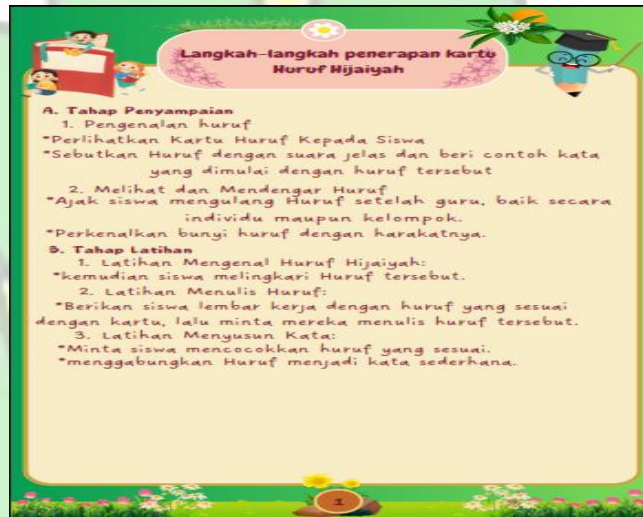 Langkah-langkah penerapan kartu
Huruf Hijaiyah
A. Tahap Penyampaian
1. Pengenalan huruf
*Perlihatkan Kartu Huruf Kepada Siswa
*Sebutkan Huruf dengan suara jelas dan beri contoh kata
yang dimulai dengan huruf tersebut
2. Melihat dan Mendengar Huruf
*Ajak siswa mengulang Huruf setelah guru, baik secara
individu maupun kelompok.
*Perkenalkan bunyi huruf dengan harakatnya.
B. Tahap Latihan
1. Latihan Mengenal Huruf Hijaiyah:
*kemudian siswa melingkari Huruf tersebut.
2. Latihan Menulis Huruf:
*Berikan siswa lembar kerja dengan huruf yang sesuai
dengan kartu, lalu minta mereka menulis huruf tersebut.
3. Latihan Menyusun Kata:
*Minta siswa mencocokkan huruf yang sesuai.
*menggabungkan Huruf menjadi kata sederhana.
1